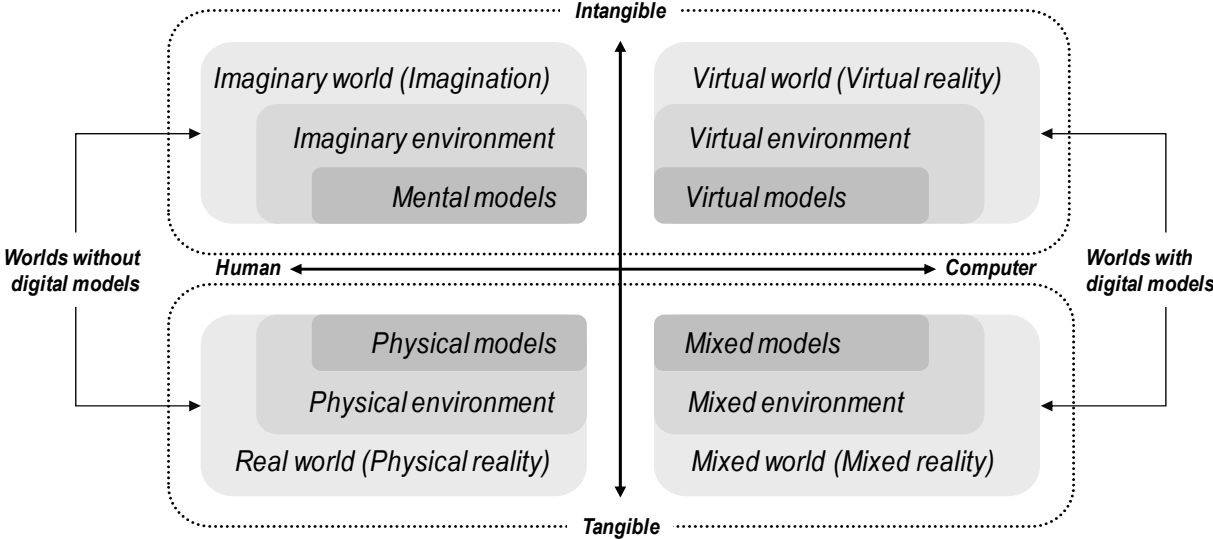 Intangible
Imaginary world (Imagination)
Virtual world (Virtual reality)
Imaginary environment
Virtual environment
Mental models
Virtual models
Worlds without
digital models
Human
Computer
Worlds with
digital models
Physical models
Mixed models
Physical environment
Mixed environment
Real world (Physical reality)
Mixed world (Mixed reality)
Tangible